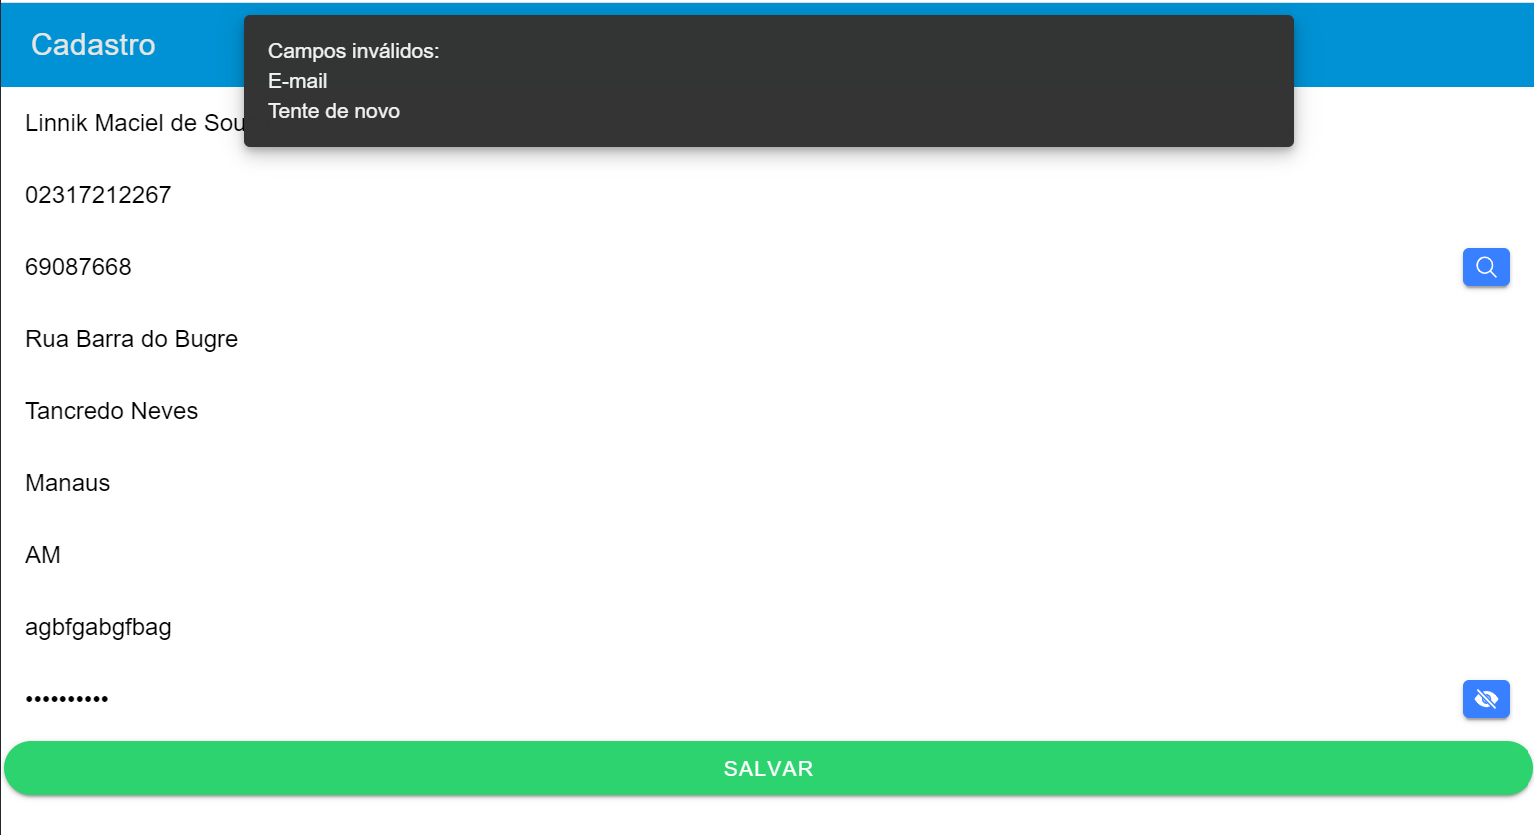 Cadastro
Campos inválidos:
E-mail
Tente de novo
Linnik Maciel de Sou
02317212267
69087668
Rua Barra do Bugre
Tancredo Neves
Manaus
AM
agbfgabgfbag
••••••••••
SALVAR